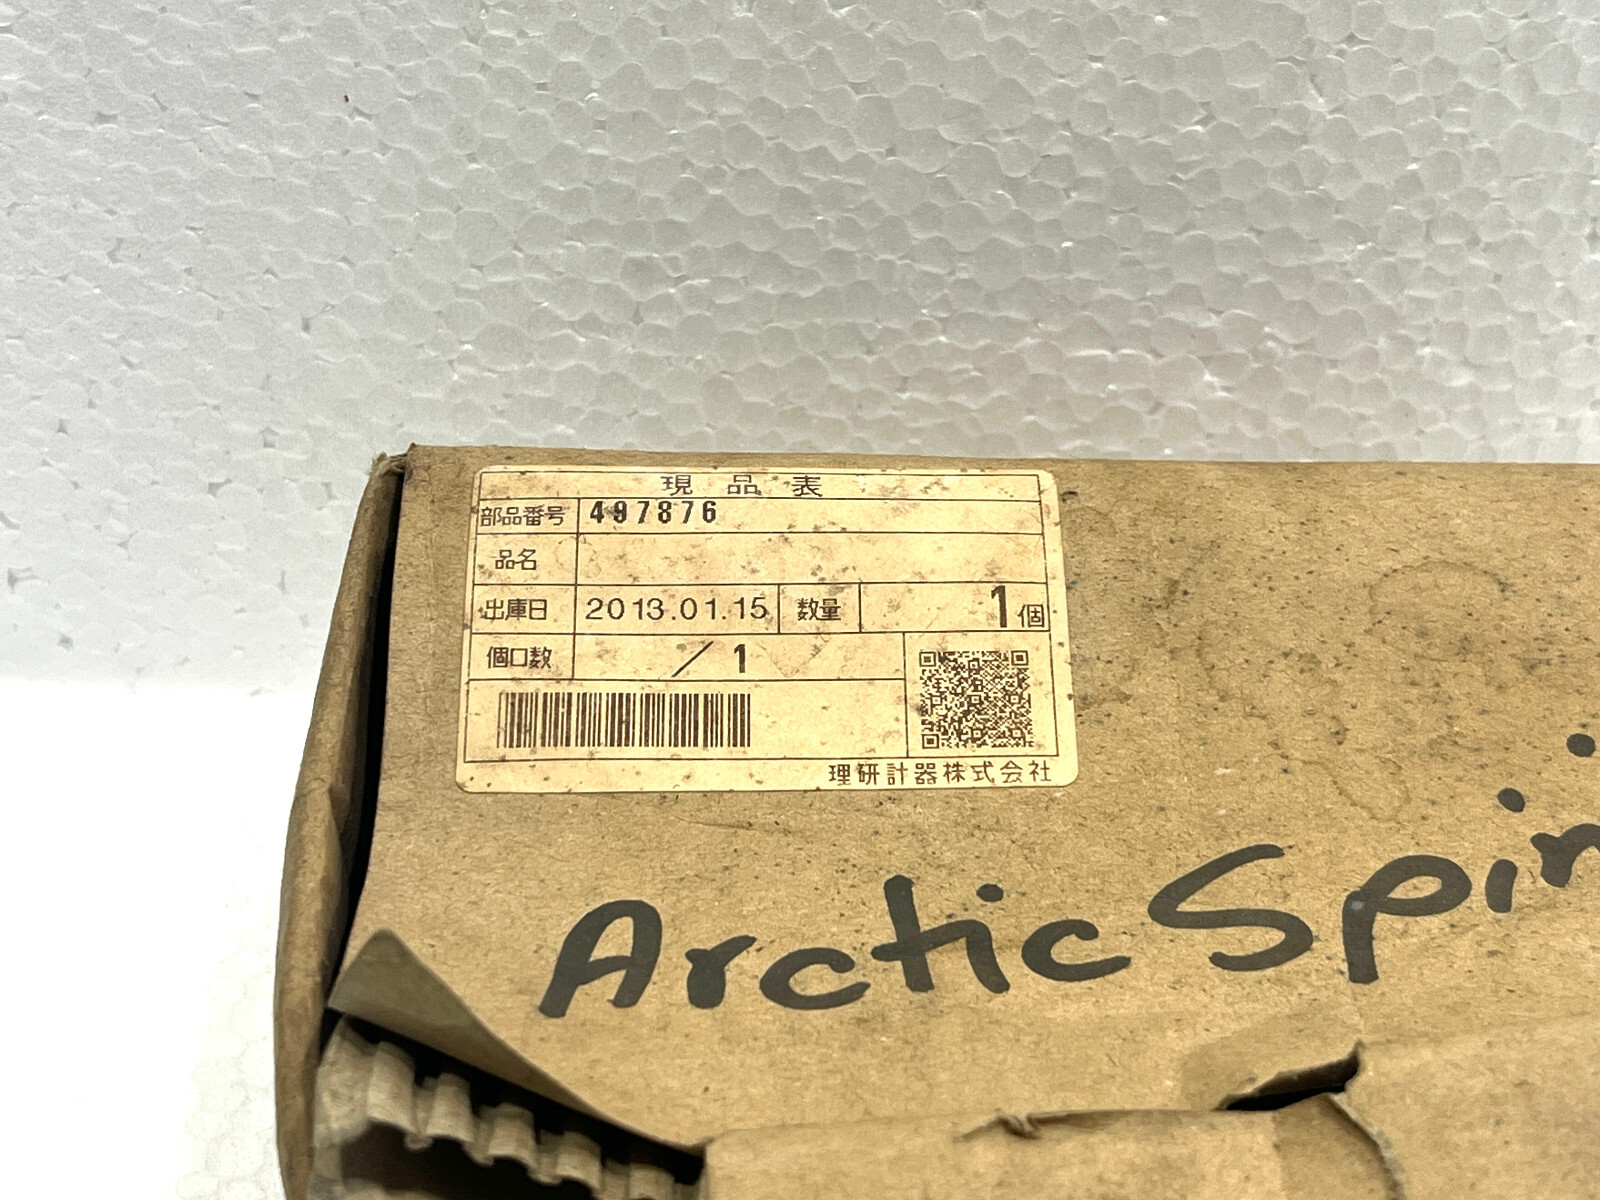 現品表
部品番号 497876
品名
出庫日 2013.01.15 数量 1個
個口数 ／1
理研計器株式会社
Arctic